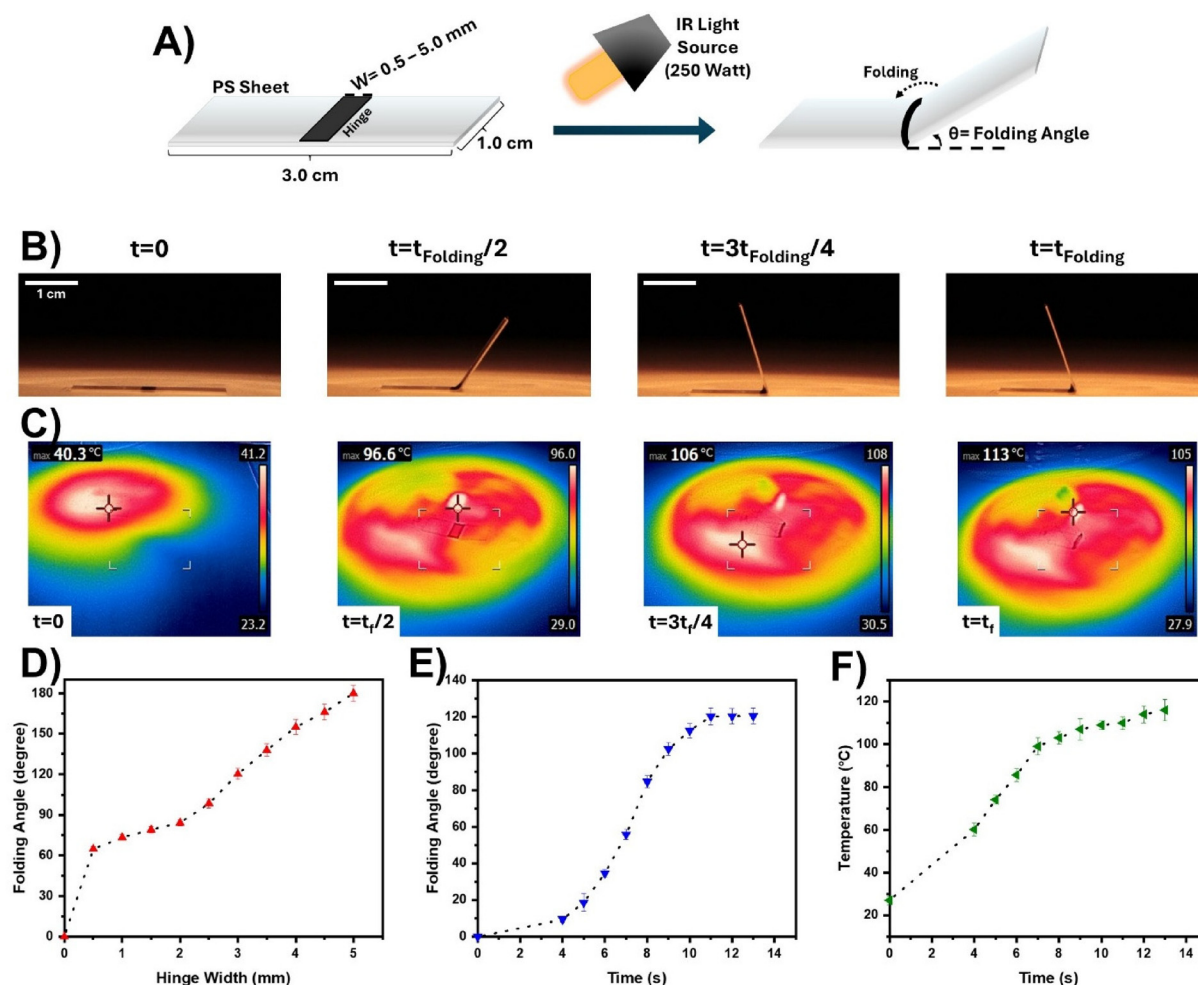 A)
PS Sheet
W= 0.5 – 5.0 mm
Hinge
1.0 cm
3.0 cm
IR Light
Source
(250 Watt)
Folding
θ= Folding Angle
B)
t=0
t=tFolding/2
t=3tFolding/4
t=tFolding
1 cm
C)
max 40.3 °C
41.2
23.2
t=0
max 96.6 °C
96.0
29.0
t=tf/2
max 106 °C
108
30.5
t=3tf/4
max 113 °C
105
27.9
t=tf
D)
180
150
120
90
60
30
0
0 1 2 3 4 5
Folding Angle (degree)
Hinge Width (mm)
E)
140
120
100
80
60
40
20
0
0 2 4 6 8 10 12 14
Folding Angle (degree)
Time (s)
F)
120
100
80
60
40
20
0 2 4 6 8 10 12 14
Temperature (°C)
Time (s)